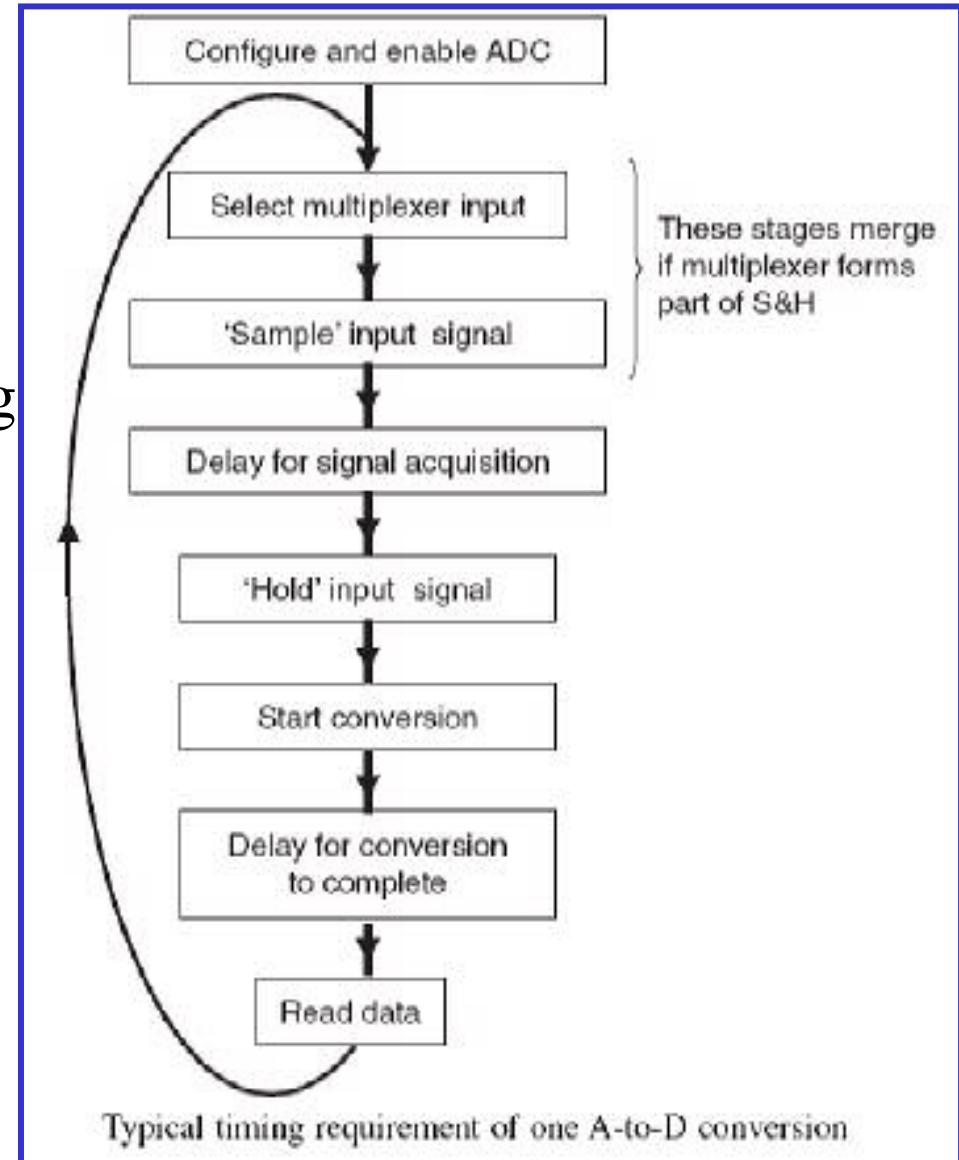 Configure and enable ADC
Select multiplexer input
These stages merge
if multiplexer forms
part of S&H
'Sample' input signal
g
Delay for signal acquisition
'Hold' input signal
Start conversion
Delay for conversion
to complete
Read data
Typical timing requirement of one A-to-D conversion